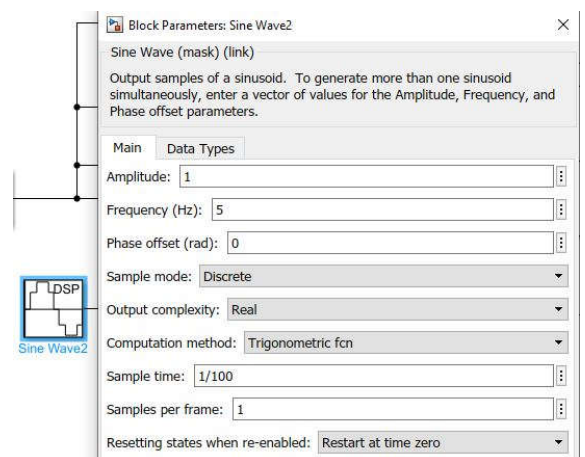 Block Parameters: Sine Wave2
Sine Wave (mask) (link)
Output samples of a sinusoid. To generate more than one sinusoid
simultaneously, enter a vector of values for the Amplitude, Frequency, and
Phase offset parameters.
Main Data Types
Amplitude: 1
Frequency (Hz): 5
Phase offset (rad): 0
Sample mode: Discrete
DSP
Output complexity: Real
Sine Wave2
Computation method: Trigonometric fcn
Sample time: 1/100
Samples per frame: 1
Resetting states when re-enabled: Restart at time zero